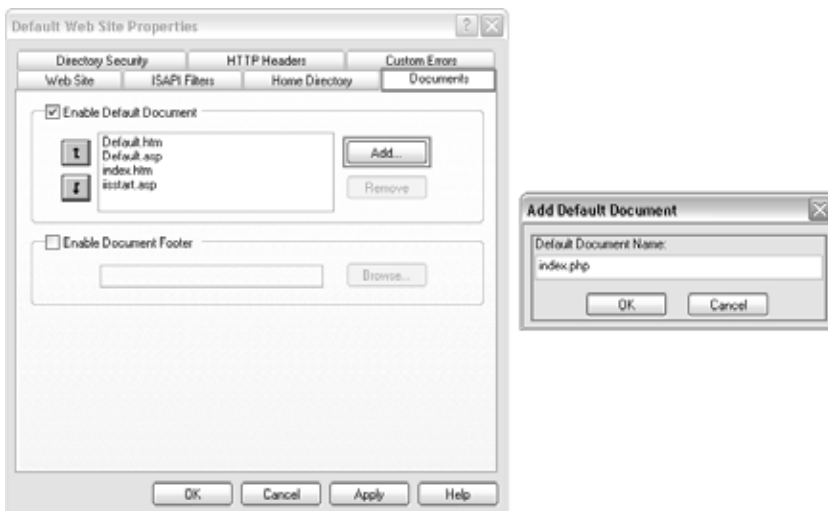 Default Web Site Properties
Directory Security HTTP Headers Custom Errors
Web Site ISAPI Filters Home Directory Documents
Enable Default Document
Default.htm
Default.asp
index.htm
iisstart.asp
Add...
Remove
Enable Document Footer
Browse...
OK Cancel Apply Help
Add Default Document
Default Document Name:
index.php
OK Cancel